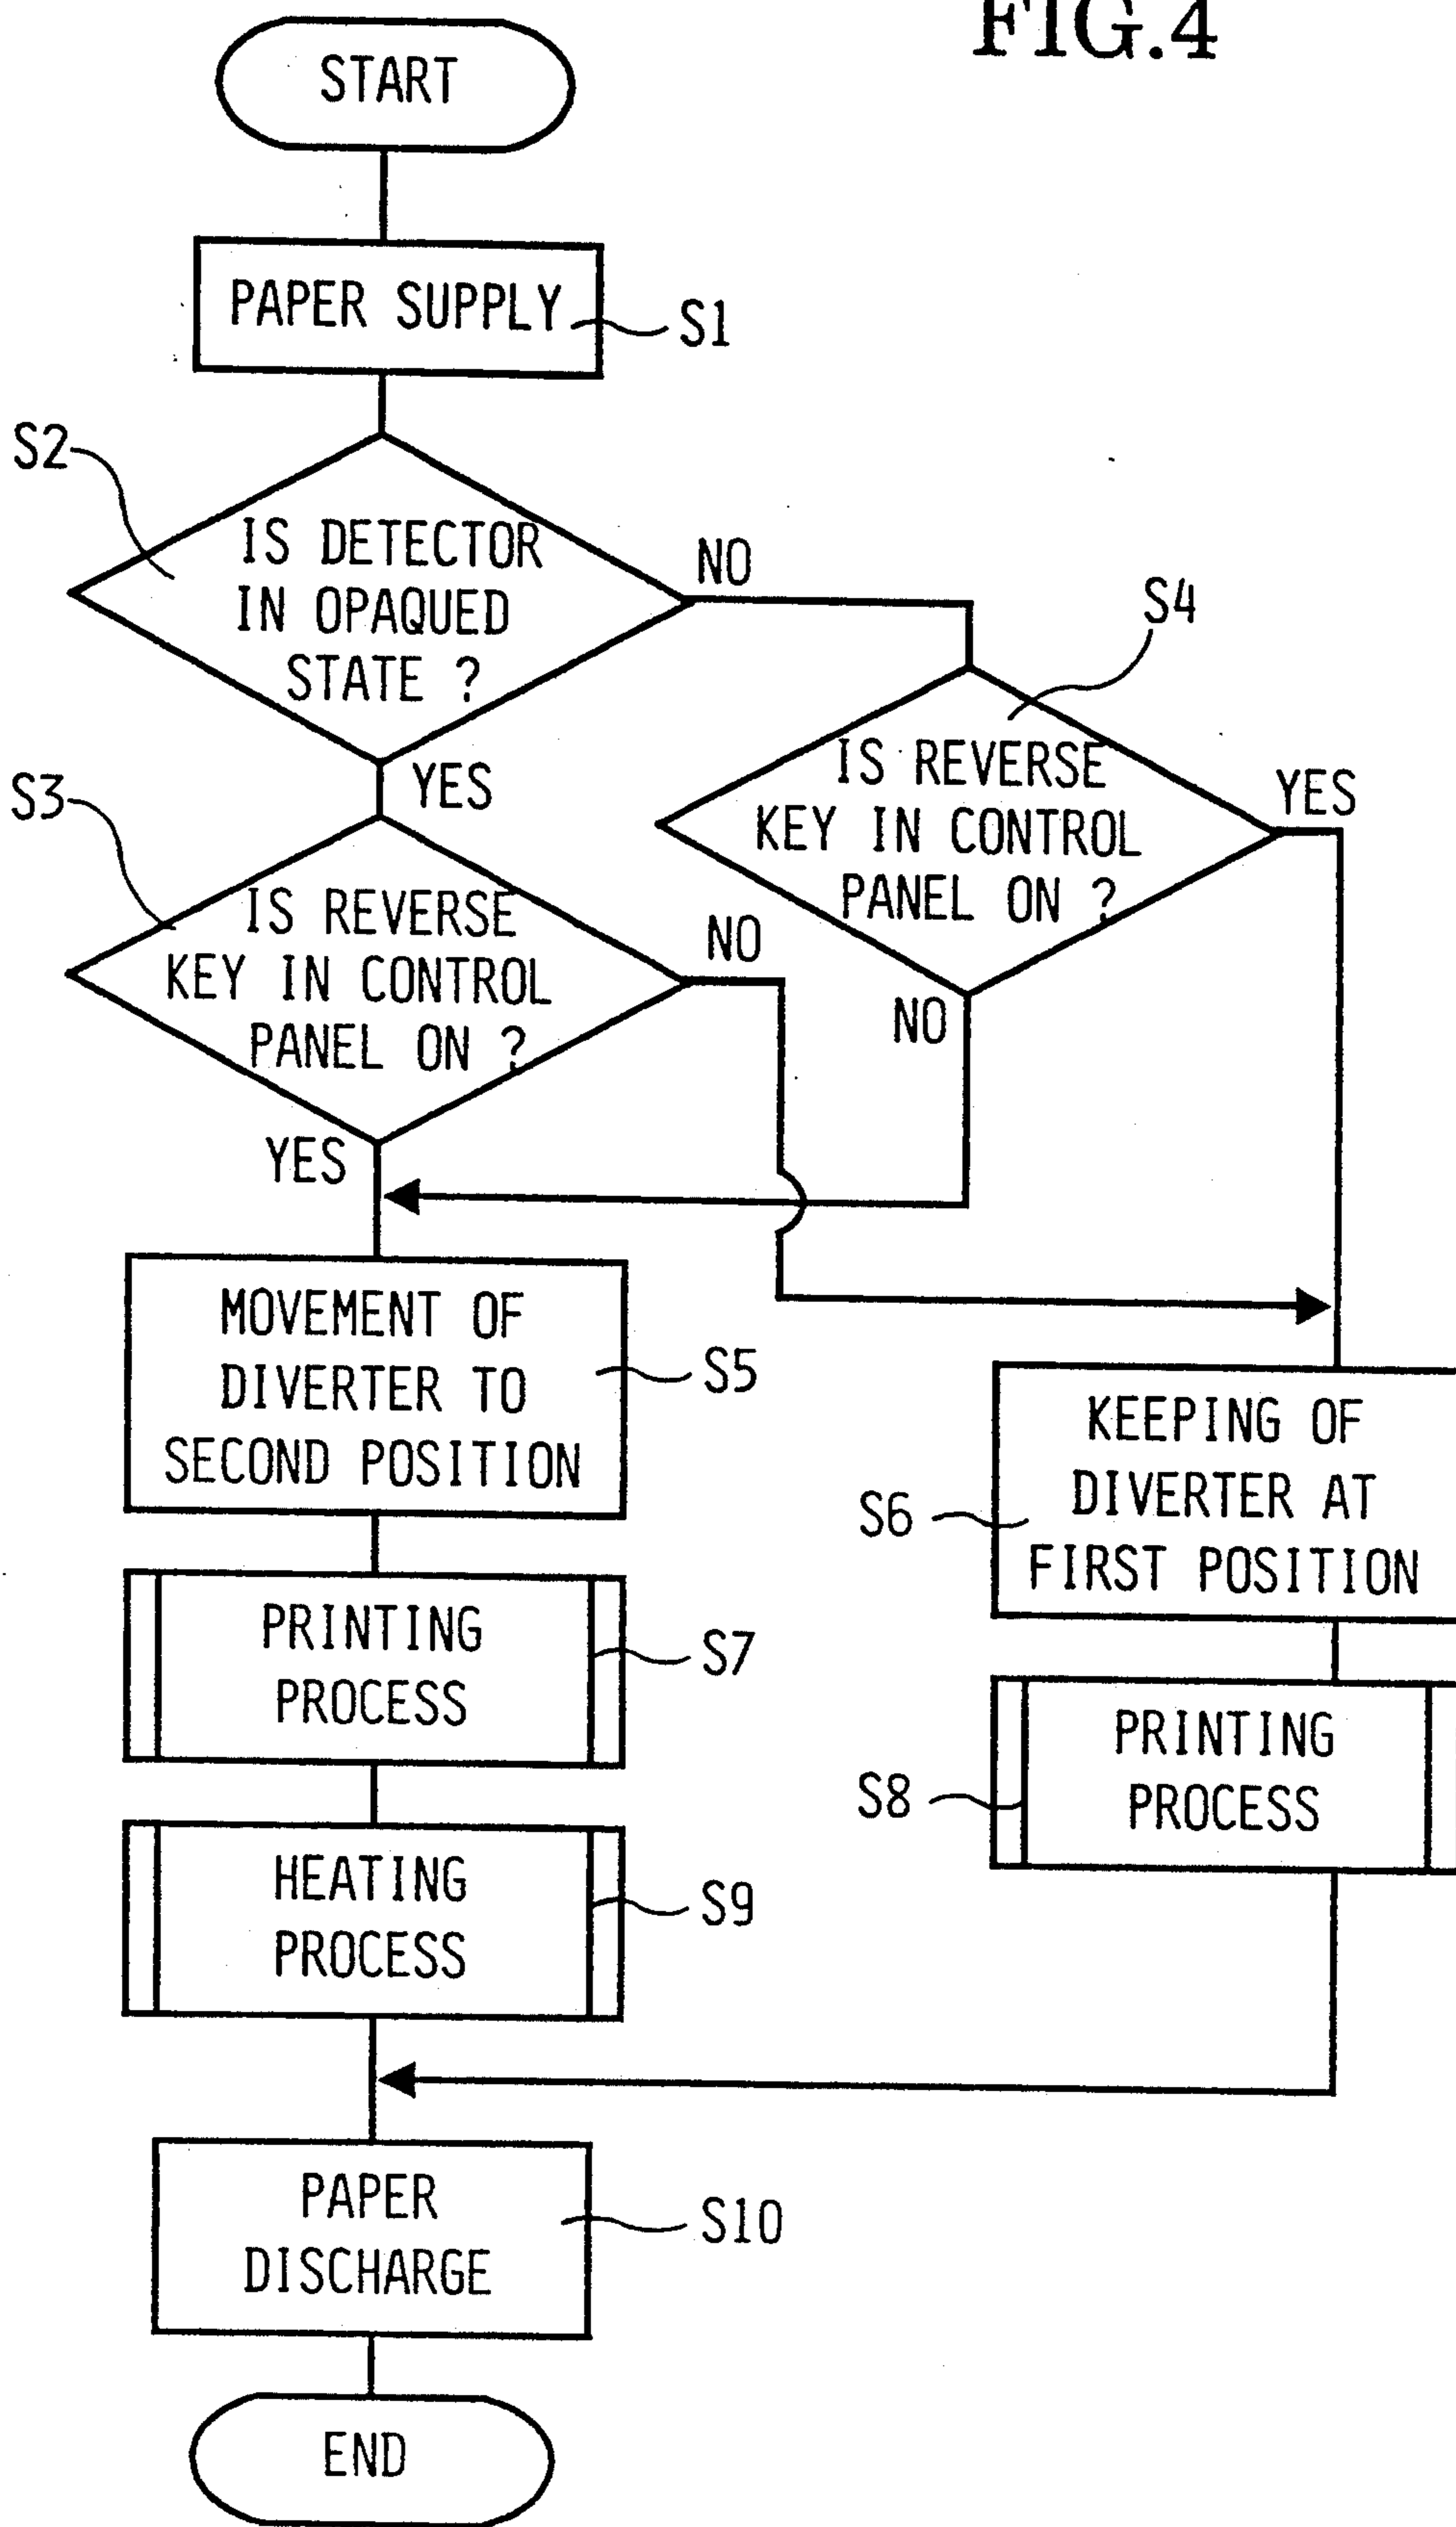 FIG.4
START
PAPER SUPPLY
S1
S2
IS DETECTOR
IN OPAQUED
STATE ?
NO
YES
S4
IS REVERSE
KEY IN CONTROL
PANEL ON ?
YES
NO
S3
IS REVERSE
KEY IN CONTROL
PANEL ON ?
NO
YES
MOVEMENT OF
DIVERTER TO
SECOND POSITION
S5
KEEPING OF
DIVERTER AT
FIRST POSITION
S6
PRINTING
PROCESS
S7
PRINTING
PROCESS
S8
HEATING
PROCESS
S9
PAPER
DISCHARGE
S10
END